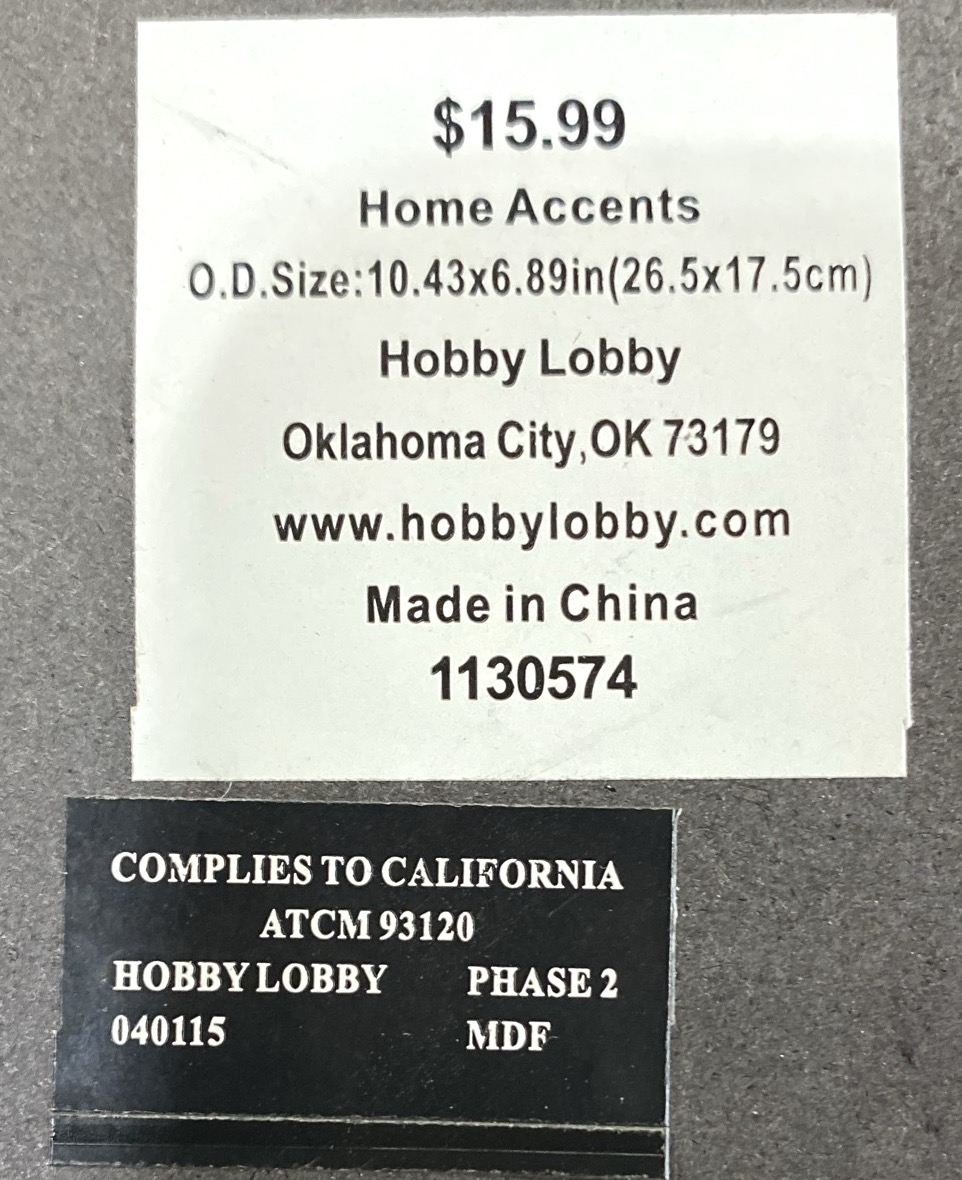 $15.99
Home Accents
O.D.Size:10.43x6.89in(26.5x17.5cm)
Hobby Lobby
Oklahoma City,OK 73179
www.hobbylobby.com
Made in China
1130574
COMPLIES TO CALIFORNIA
ATCM 93120
HOBBY LOBBY PHASE 2
040115 MDF